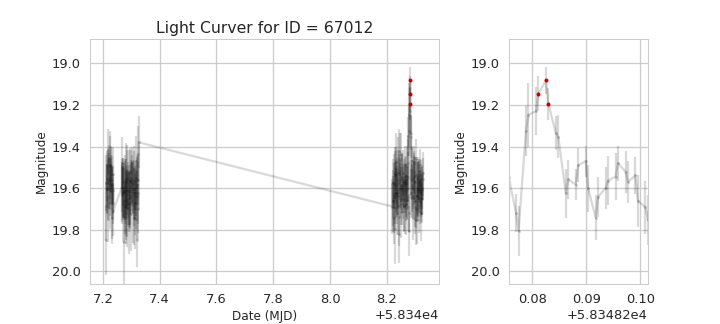 Light Curver for ID = 67012
Magnitude
19.0
19.2
19.4
19.6
19.8
20.0
7.2 7.4 7.6 7.8 8.0 8.2
Date (MJD)
+5.834e4
Magnitude
19.0
19.2
19.4
19.6
19.8
20.0
0.08 0.09 0.10
+5.83482e4